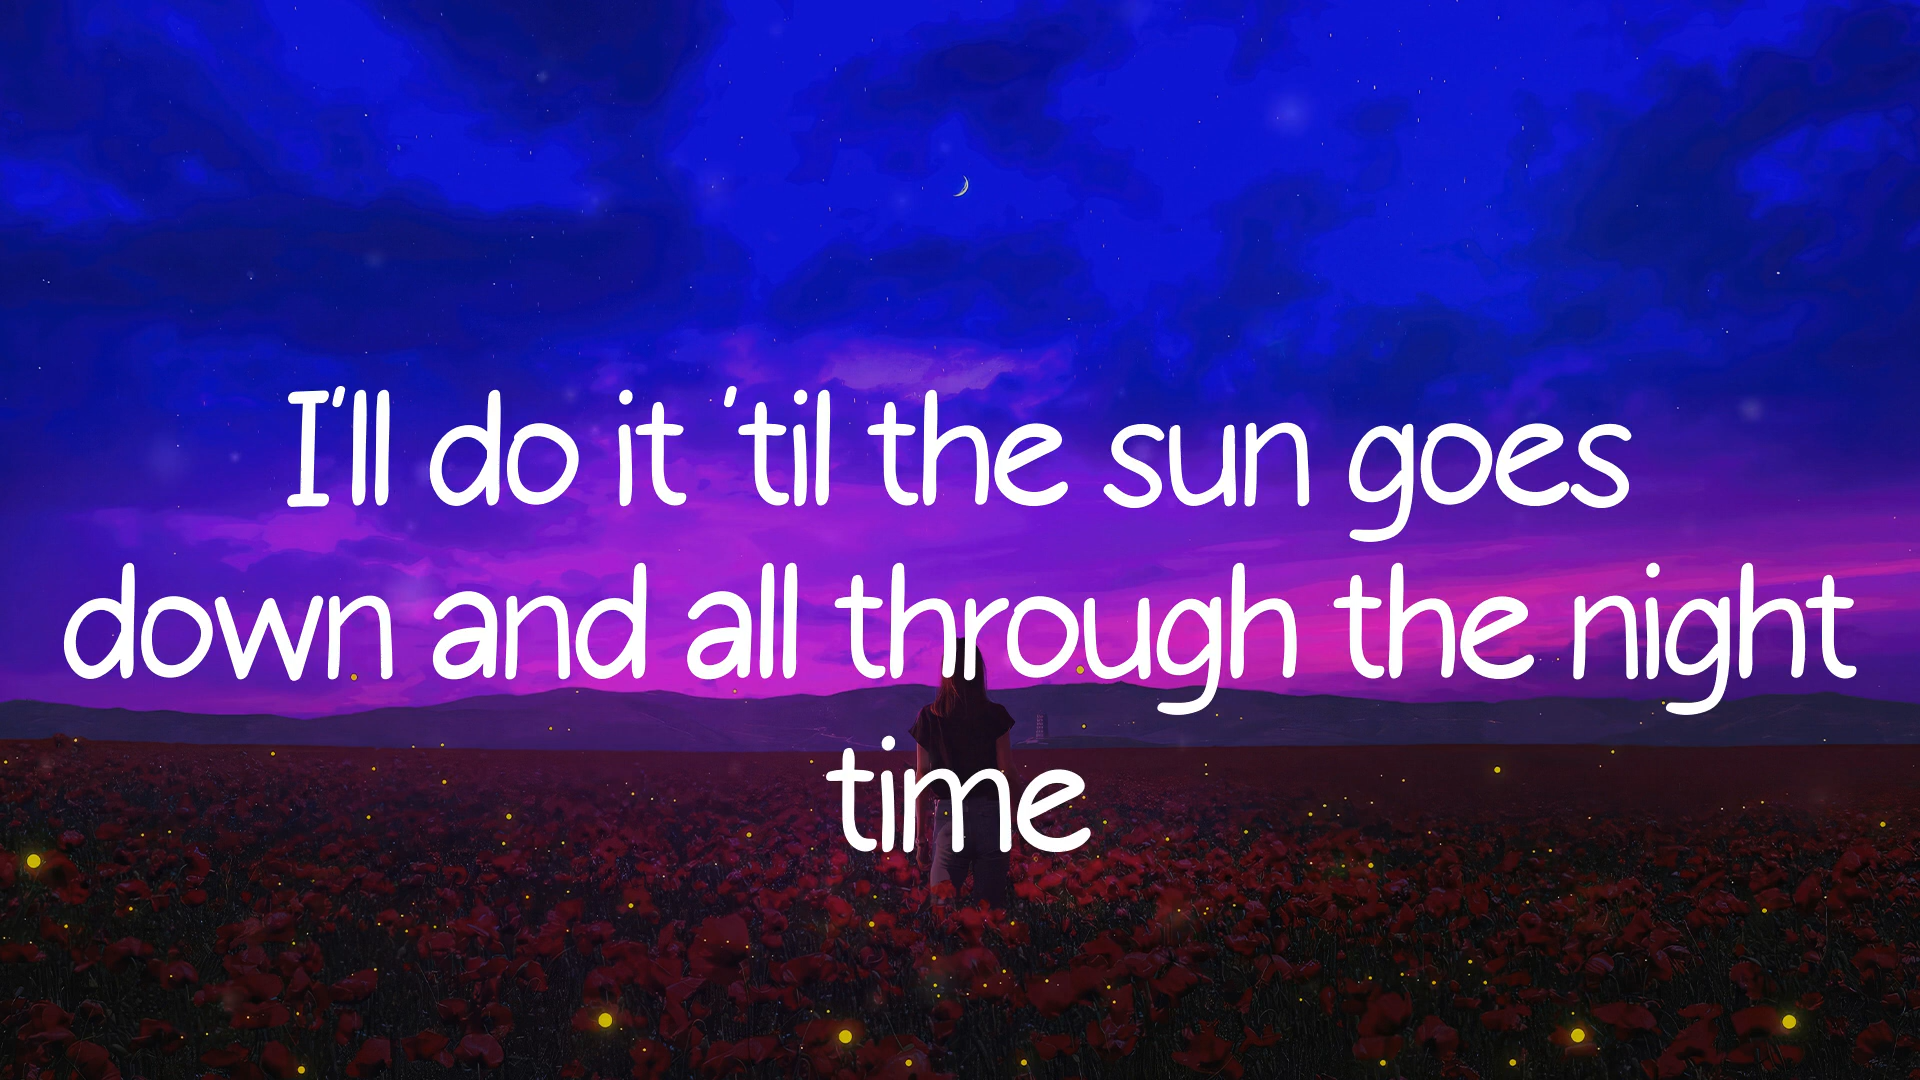 I'll do it 'til the sun goes
down and all through the night
time